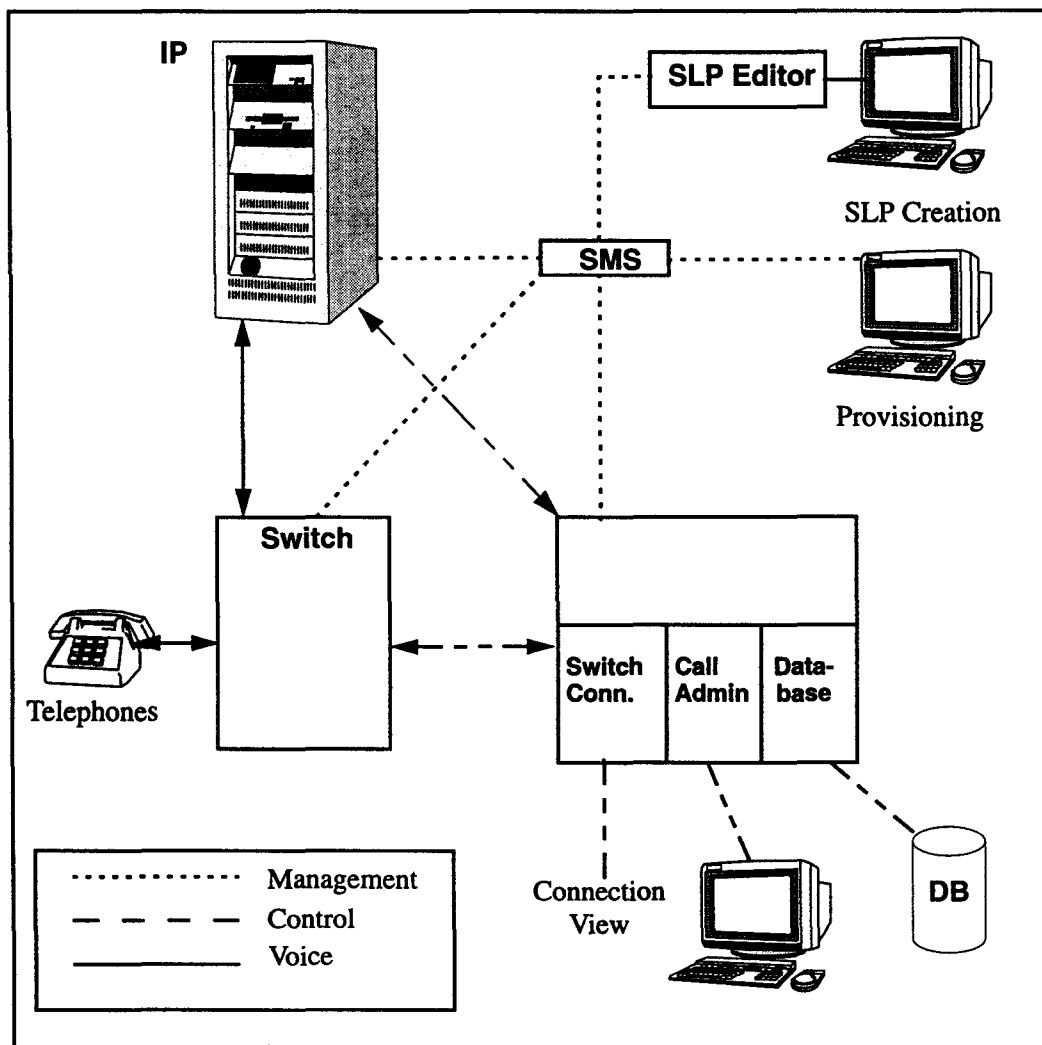 IP
SLP Editor
SLP Creation
SMS
Provisioning
Switch
Telephones
Switch
Conn.
Call
Admin
Data-
base
Connection
View
DB
Management
Control
Voice